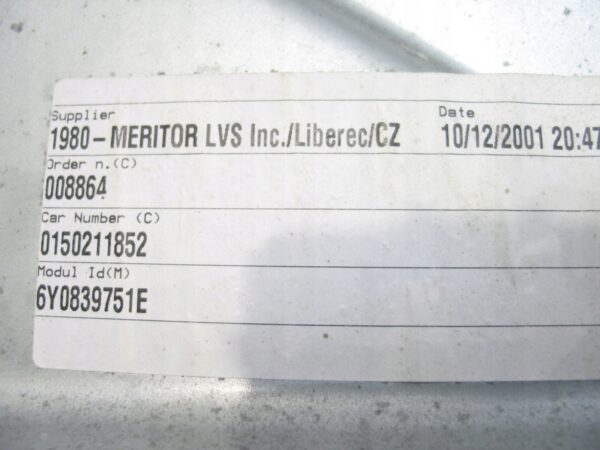 Supplier Date
1980-MERITOR LVS Inc./Liberec/CZ 10/12/2001 20:47
Order n.(C)
008864
Car Number (C)
0150211852
Modul Id(M)
6Y0839751E